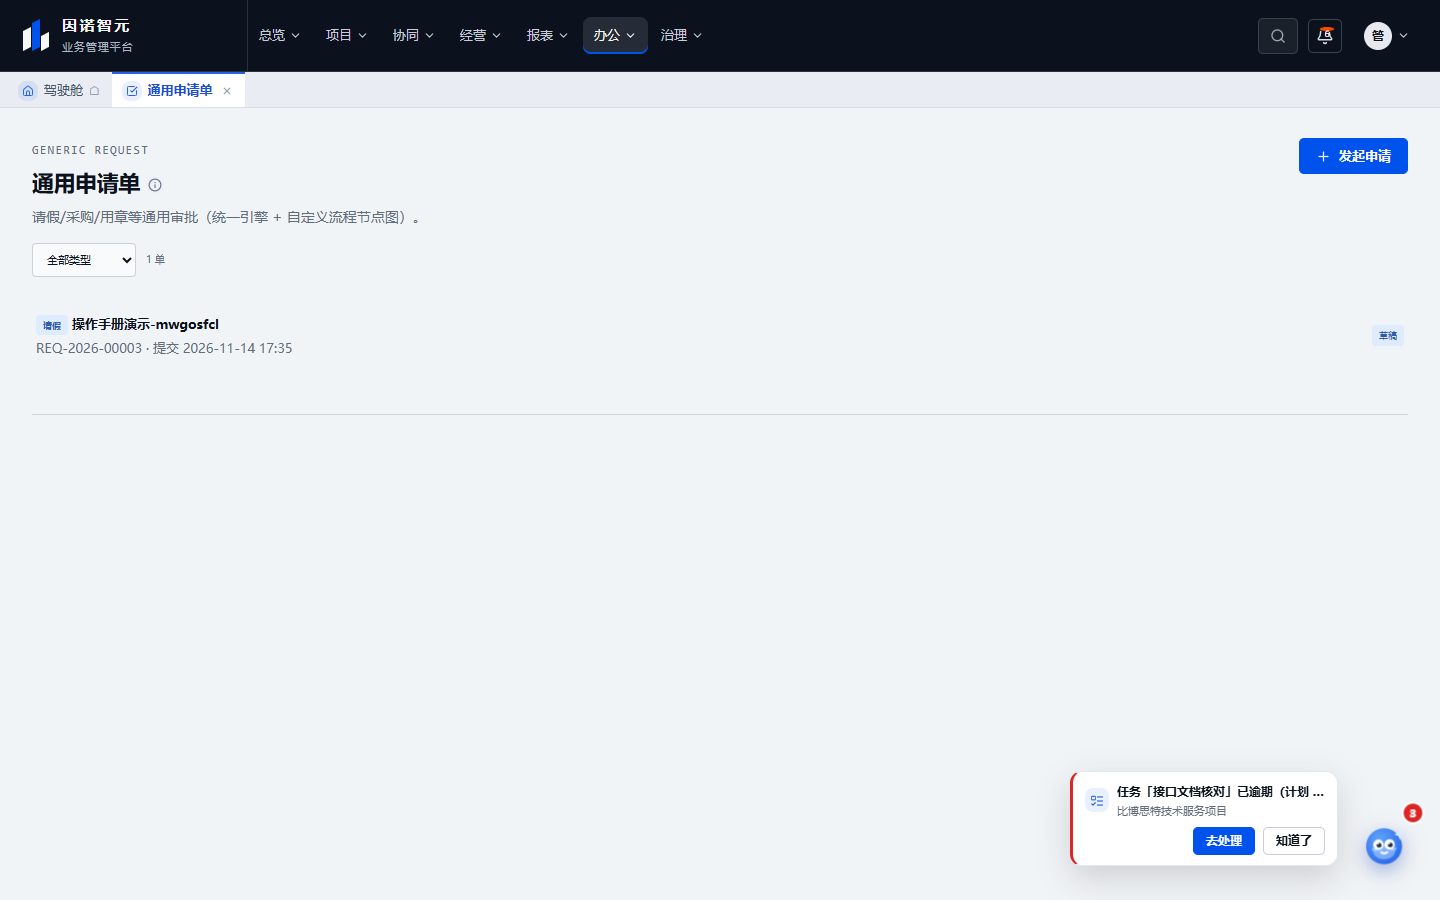 因诺智元
业务管理平台
总览
项目
协同
经营
报表
办公
治理
6
管
驾驶舱
通用申请单
GENERIC REQUEST
通用申请单
请假/采购/用章等通用审批（统一引擎 + 自定义流程节点图）。
发起申请
全部类型
1 单
请假 操作手册演示-mwgosfcl
REQ-2026-00003 · 提交 2026-11-14 17:35
草稿
任务「接口文档核对」已逾期（计划 ...
比博思特技术服务项目
去处理
知道了
3